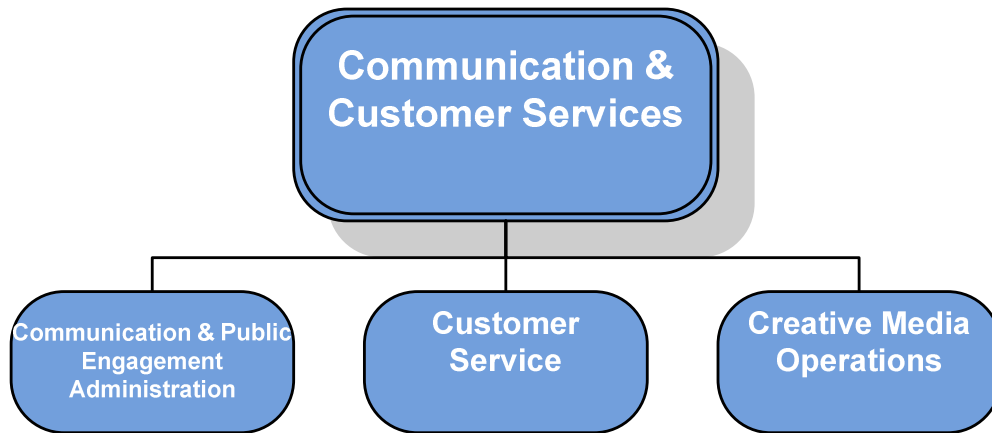 Communication &
Customer Services
Communication & Public
Engagement
Administration
Customer
Service
Creative Media
Operations